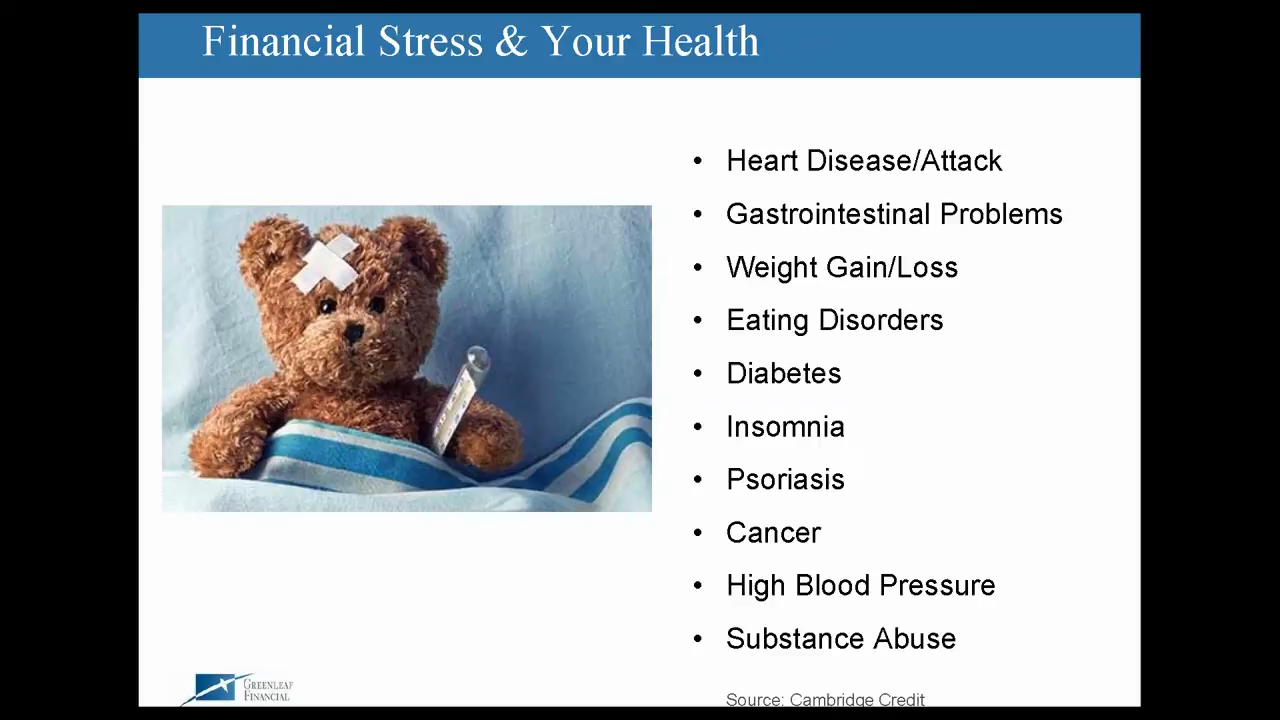 Financial Stress & Your Health
• Heart Disease/Attack
• Gastrointestinal Problems
• Weight Gain/Loss
• Eating Disorders
• Diabetes
• Insomnia
• Psoriasis
• Cancer
• High Blood Pressure
• Substance Abuse
GREENLEAF
FINANCIAL
Source: Cambridge Credit